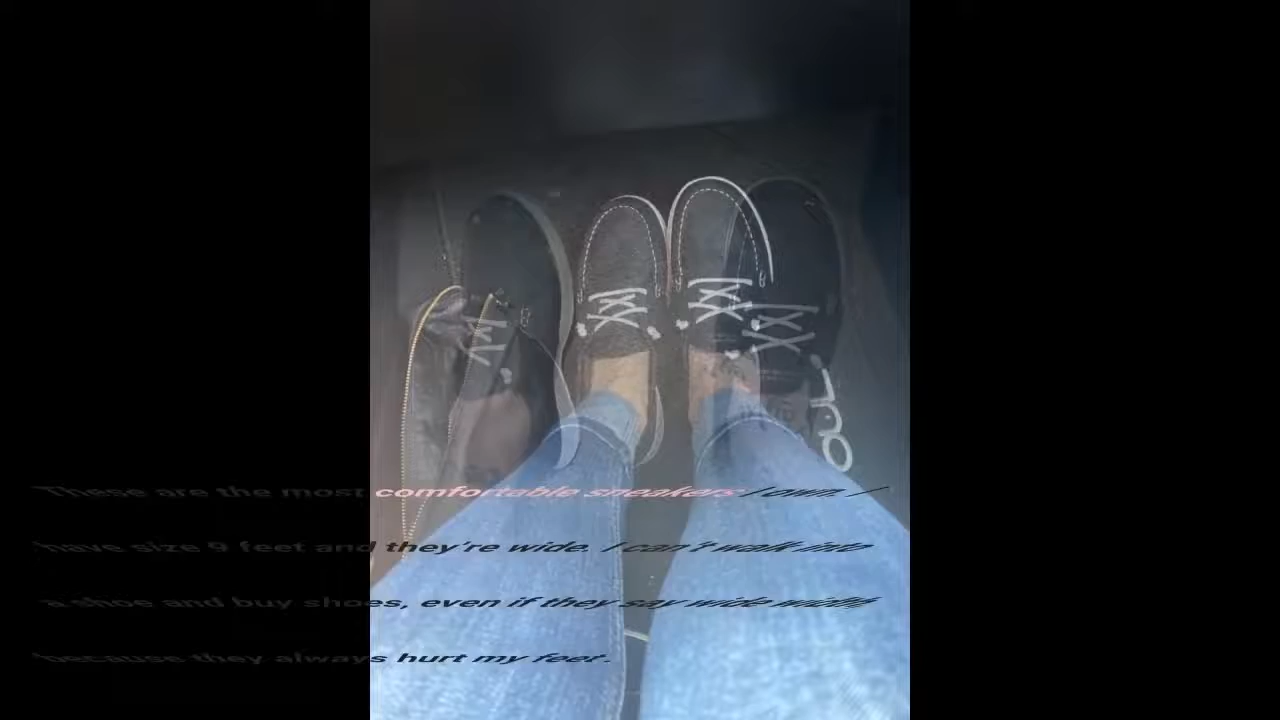 These are the most comfortable sneakers I own. I
have size 9 feet and they're wide. I can't walk into
a shoe and buy shoes, even if they say wide width,
because they always hurt my feet.